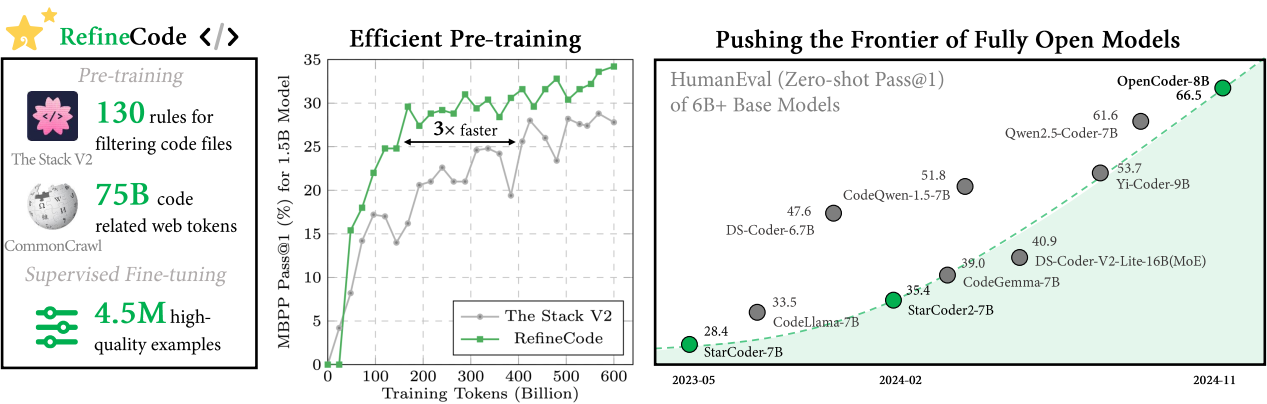 RefineCode </>
Pre-training
</>
The Stack V2
130 rules for
filtering code files
CommonCrawl
75B code
related web tokens
Supervised Fine-tuning
4.5M high-
quality examples
Efficient Pre-training
MBPP Pass@1 (%) for 1.5B Model
35
30
25
20
15
10
5
0
3× faster
The Stack V2
RefineCode
0 100 200 300 400 500 600
Training Tokens (Billion)
Pushing the Frontier of Fully Open Models
HumanEval (Zero-shot Pass@1)
of 6B+ Base Models
OpenCoder-8B
66.5
61.6
Qwen2.5-Coder-7B
53.7
Yi-Coder-9B
51.8
CodeQwen-1.5-7B
47.6
DS-Coder-6.7B
40.9
DS-Coder-V2-Lite-16B(MoE)
39.0
CodeGemma-7B
35.4
StarCoder2-7B
33.5
CodeLlama-7B
28.4
StarCoder-7B
2023-05 2024-02 2024-11